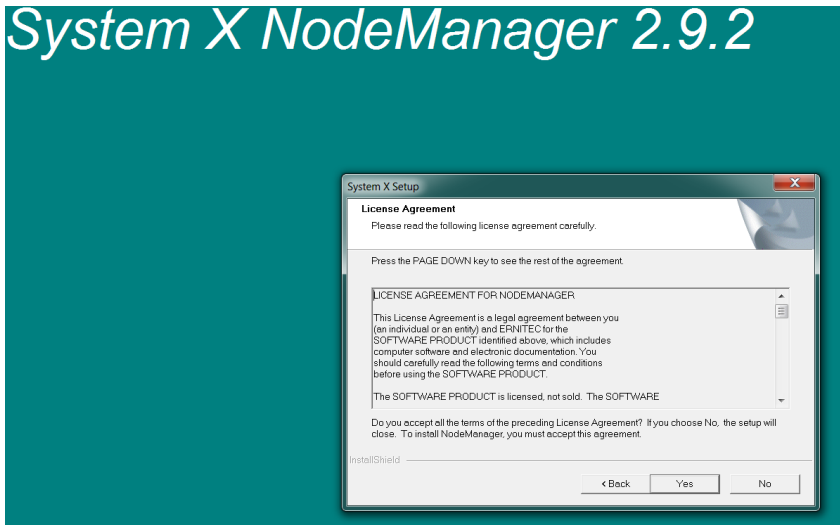 System X NodeManager 2.9.2
System X Setup
License Agreement
Please read the following license agreement carefully.
Press the PAGE DOWN key to see the rest of the agreement.
LICENSE AGREEMENT FOR NODEMANAGER
This License Agreement is a legal agreement between you
(an individual or an entity) and ERNITEC for the
SOFTWARE PRODUCT identified above, which includes
computer software and electronic documentation. You
should carefully read the following terms and conditions
before using the SOFTWARE PRODUCT.
The SOFTWARE PRODUCT is licensed, not sold. The SOFTWARE
Do you accept all the terms of the preceding License Agreement? If you choose No, the setup will
close. To install NodeManager, you must accept this agreement.
InstallShield
< Back Yes No